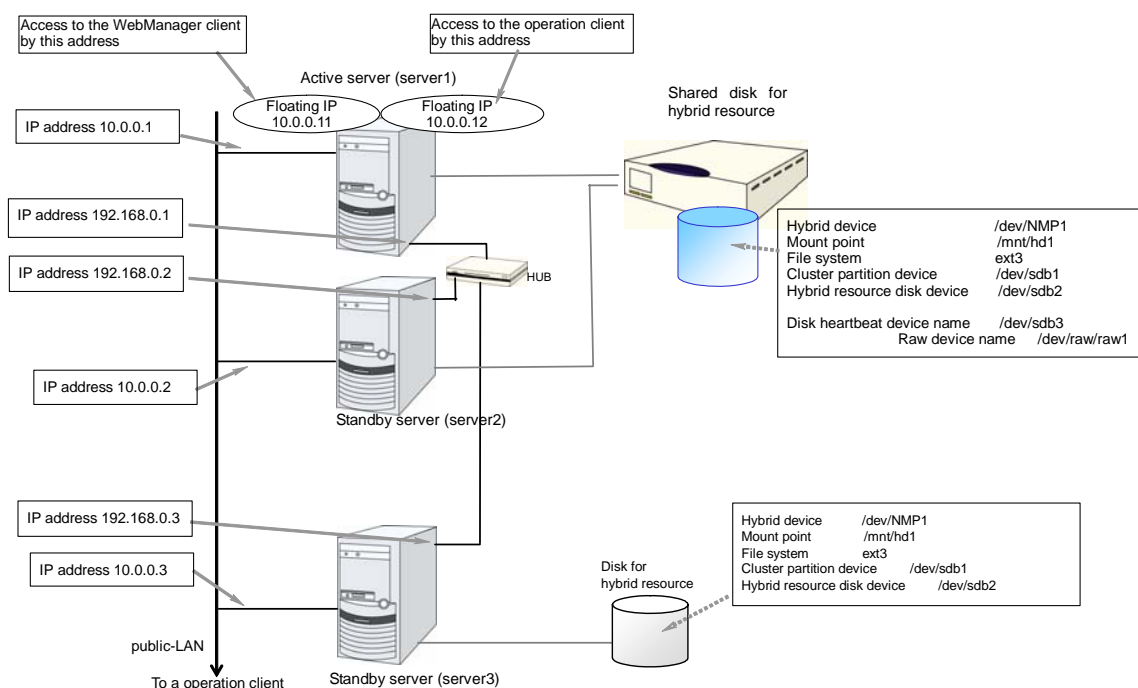 Access to the WebManager client
by this address
Access to the operation client
by this address
Active server (server1)
Floating IP
10.0.0.11
Floating IP
10.0.0.12
Shared disk for
hybrid resource
IP address 10.0.0.1
IP address 192.168.0.1
IP address 192.168.0.2
HUB
Hybrid device /dev/NMP1
Mount point /mnt/hd1
File system ext3
Cluster partition device /dev/sdb1
Hybrid resource disk device /dev/sdb2
Disk heartbeat device name /dev/sdb3
Raw device name /dev/raw/raw1
IP address 10.0.0.2
Standby server (server2)
IP address 192.168.0.3
IP address 10.0.0.3
Disk for
hybrid resource
Hybrid device /dev/NMP1
Mount point /mnt/hd1
File system ext3
Cluster partition device /dev/sdb1
Hybrid resource disk device /dev/sdb2
public-LAN
To a operation client
Standby server (server3)